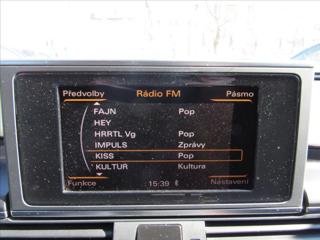 Předvolby Rádio FM Pásmo
FAJN Pop
HEY
HRRTL Vg Pop
IMPULS Zprávy
KISS Pop
KULTUR Kultura
Funkce 15:39 Nastavení